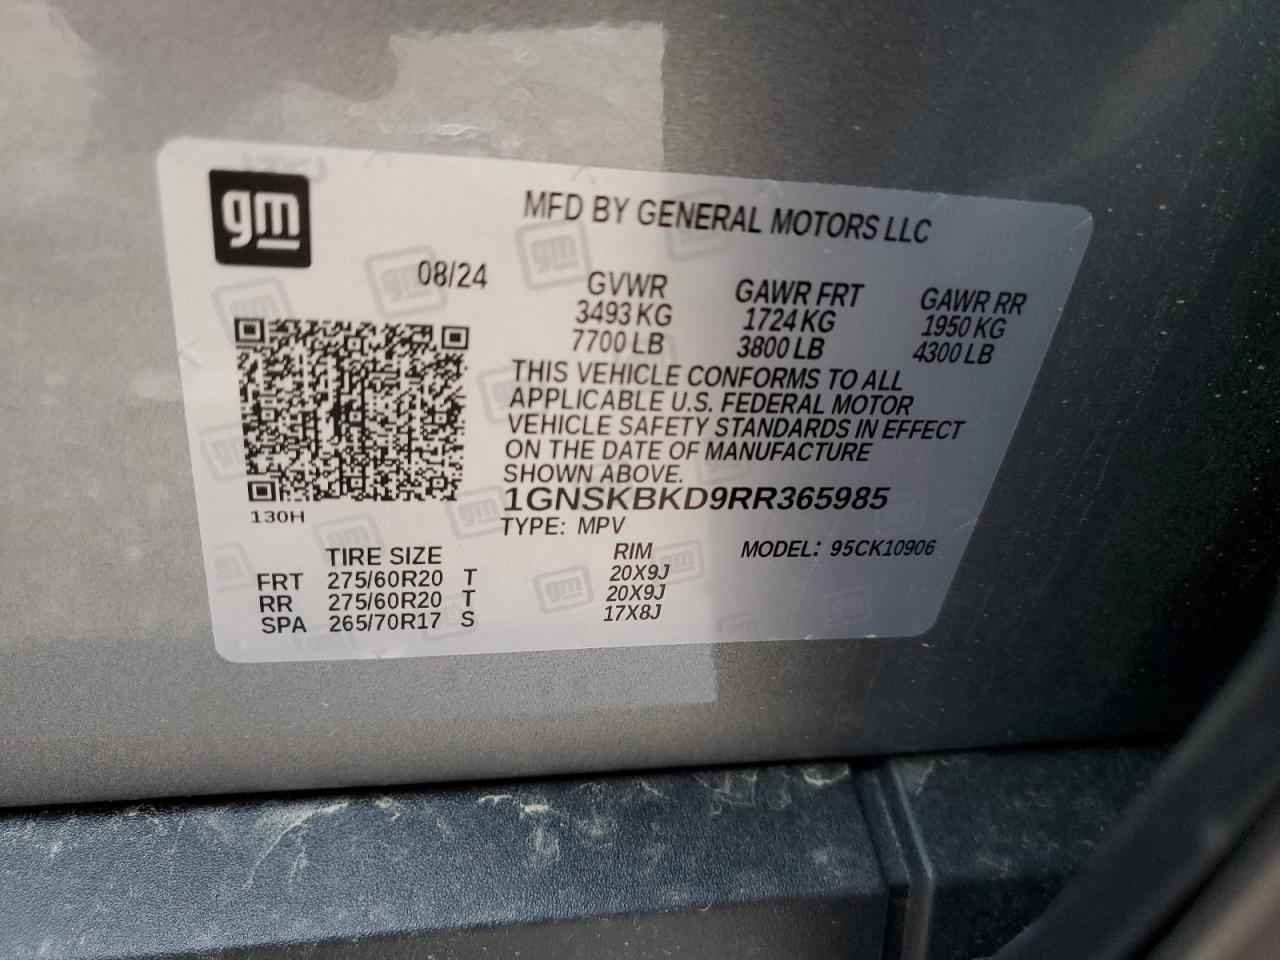 gm
MFD BY GENERAL MOTORS LLC
08/24
GVWR GAWR FRT GAWR RR
3493 KG 1724 KG 1950 KG
7700 LB 3800 LB 4300 LB
THIS VEHICLE CONFORMS TO ALL
APPLICABLE U.S. FEDERAL MOTOR
VEHICLE SAFETY STANDARDS IN EFFECT
ON THE DATE OF MANUFACTURE
SHOWN ABOVE.
1GNSKBKD9RR365985
130H
TYPE: MPV
MODEL: 95CK10906
TIRE SIZE RIM
FRT 275/60R20 T 20X9J
RR 275/60R20 T 20X9J
SPA 265/70R17 S 17X8J